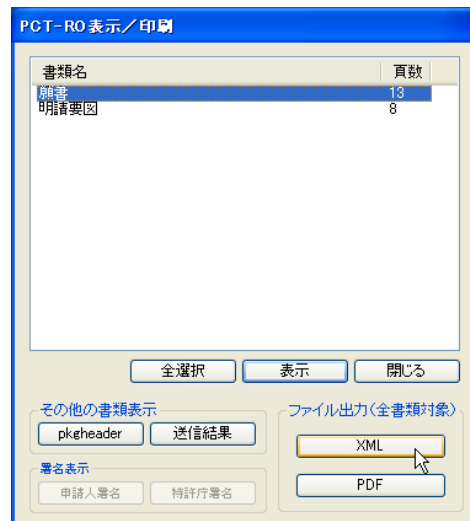 PCT-RO表示／印刷
書類名 頁数
願書 13
明請要図 8
全選択 表示 閉じる
その他の書類表示 ファイル出力(全書類対象)
pkgheader 送信結果 XML
署名表示
申請人署名 特許庁署名 PDF